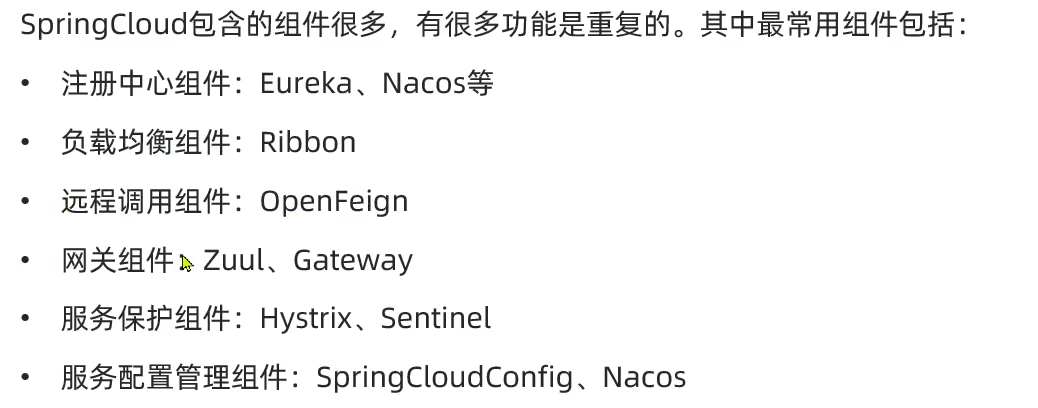 SpringCloud包含的组件很多，有很多功能是重复的。其中最常用组件包括：
• 注册中心组件：Eureka、Nacos等
• 负载均衡组件：Ribbon
• 远程调用组件：OpenFeign
• 网关组件：Zuul、Gateway
• 服务保护组件：Hystrix、Sentinel
• 服务配置管理组件：SpringCloudConfig、Nacos